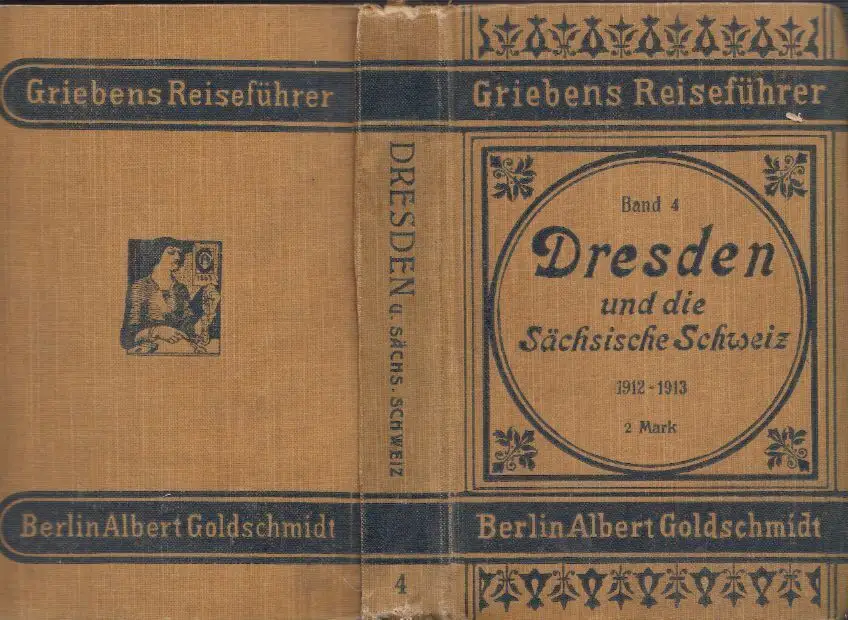 Griebens Reiseführer
Berlin Albert Goldschmidt
DRESDEN u. SÄCHS. SCHWEIZ
4
Griebens Reiseführer
Band 4
Dresden
und die
Sächsische Schweiz
1912-1913
2 Mark
Berlin Albert Goldschmidt